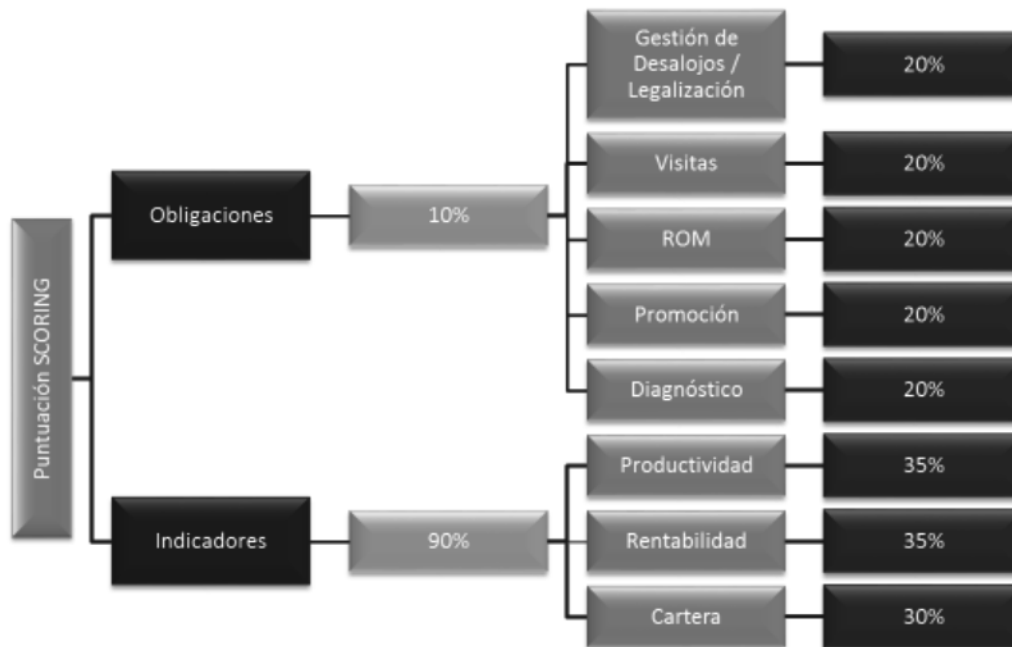 Puntuación SCORING
Obligaciones
10%
Gestión de
Desalojos /
Legalización
20%
Visitas
20%
ROM
20%
Promoción
20%
Diagnóstico
20%
Indicadores
90%
Productividad
35%
Rentabilidad
35%
Cartera
30%